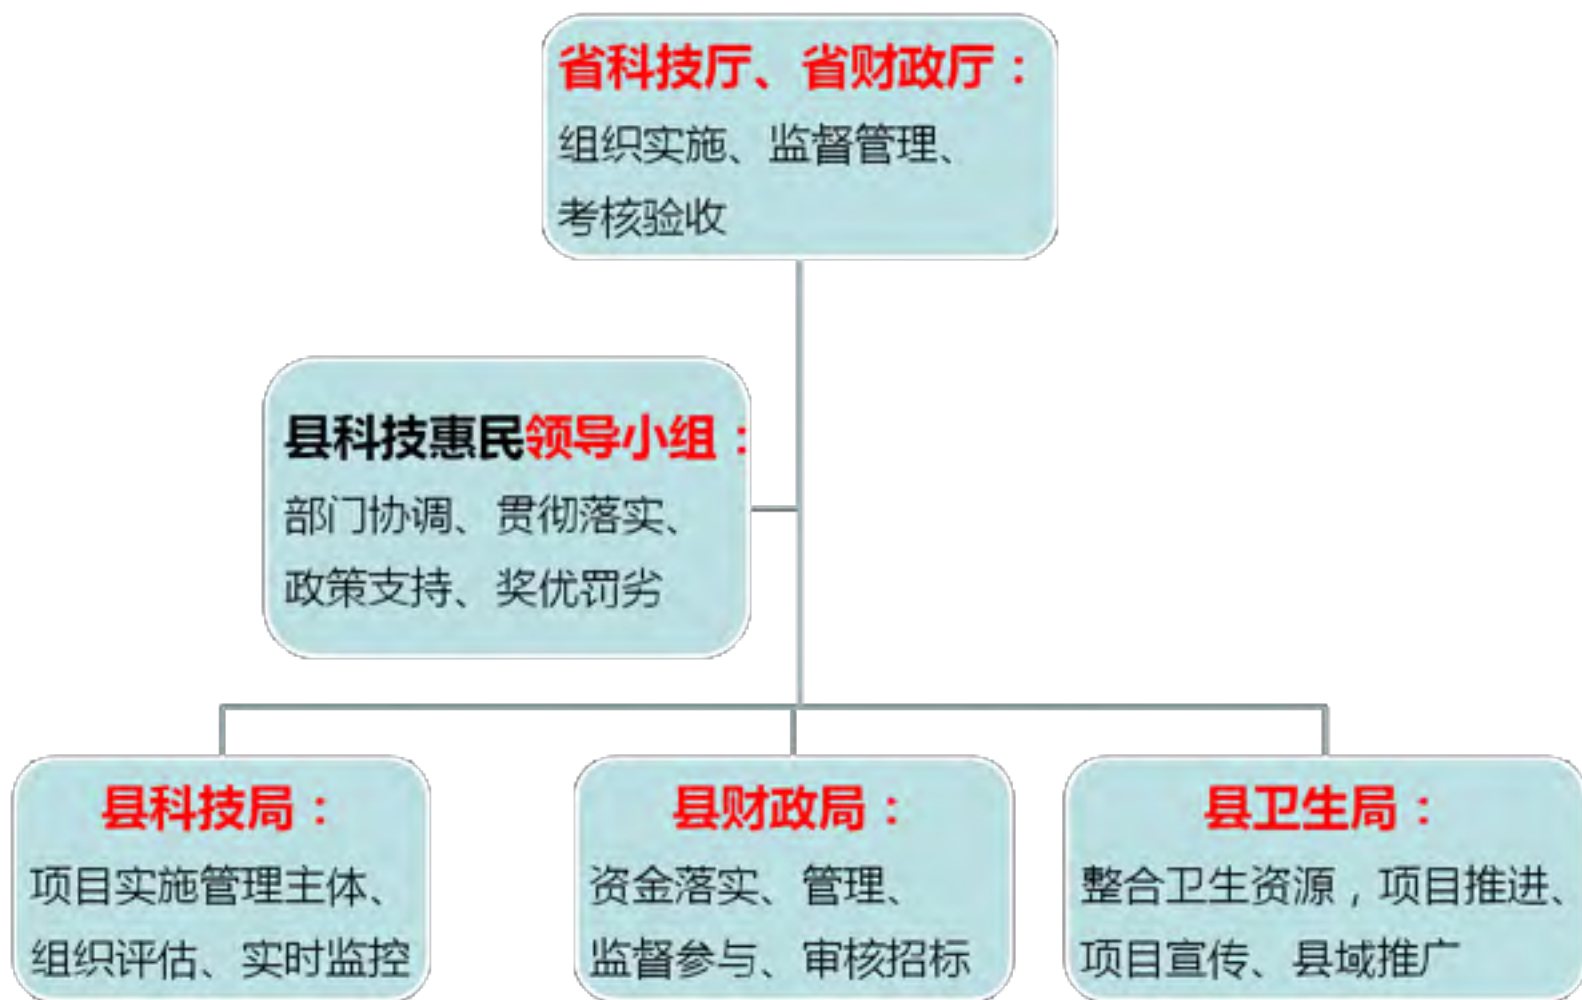 省科技厅、省财政厅：
组织实施、监督管理、
考核验收
县科技惠民领导小组：
部门协调、贯彻落实、
政策支持、奖优罚劣
县科技局：
项目实施管理主体、
组织评估、实时监控
县财政局：
资金落实、管理、
监督参与、审核招标
县卫生局：
整合卫生资源，项目推进、
项目宣传、县域推广